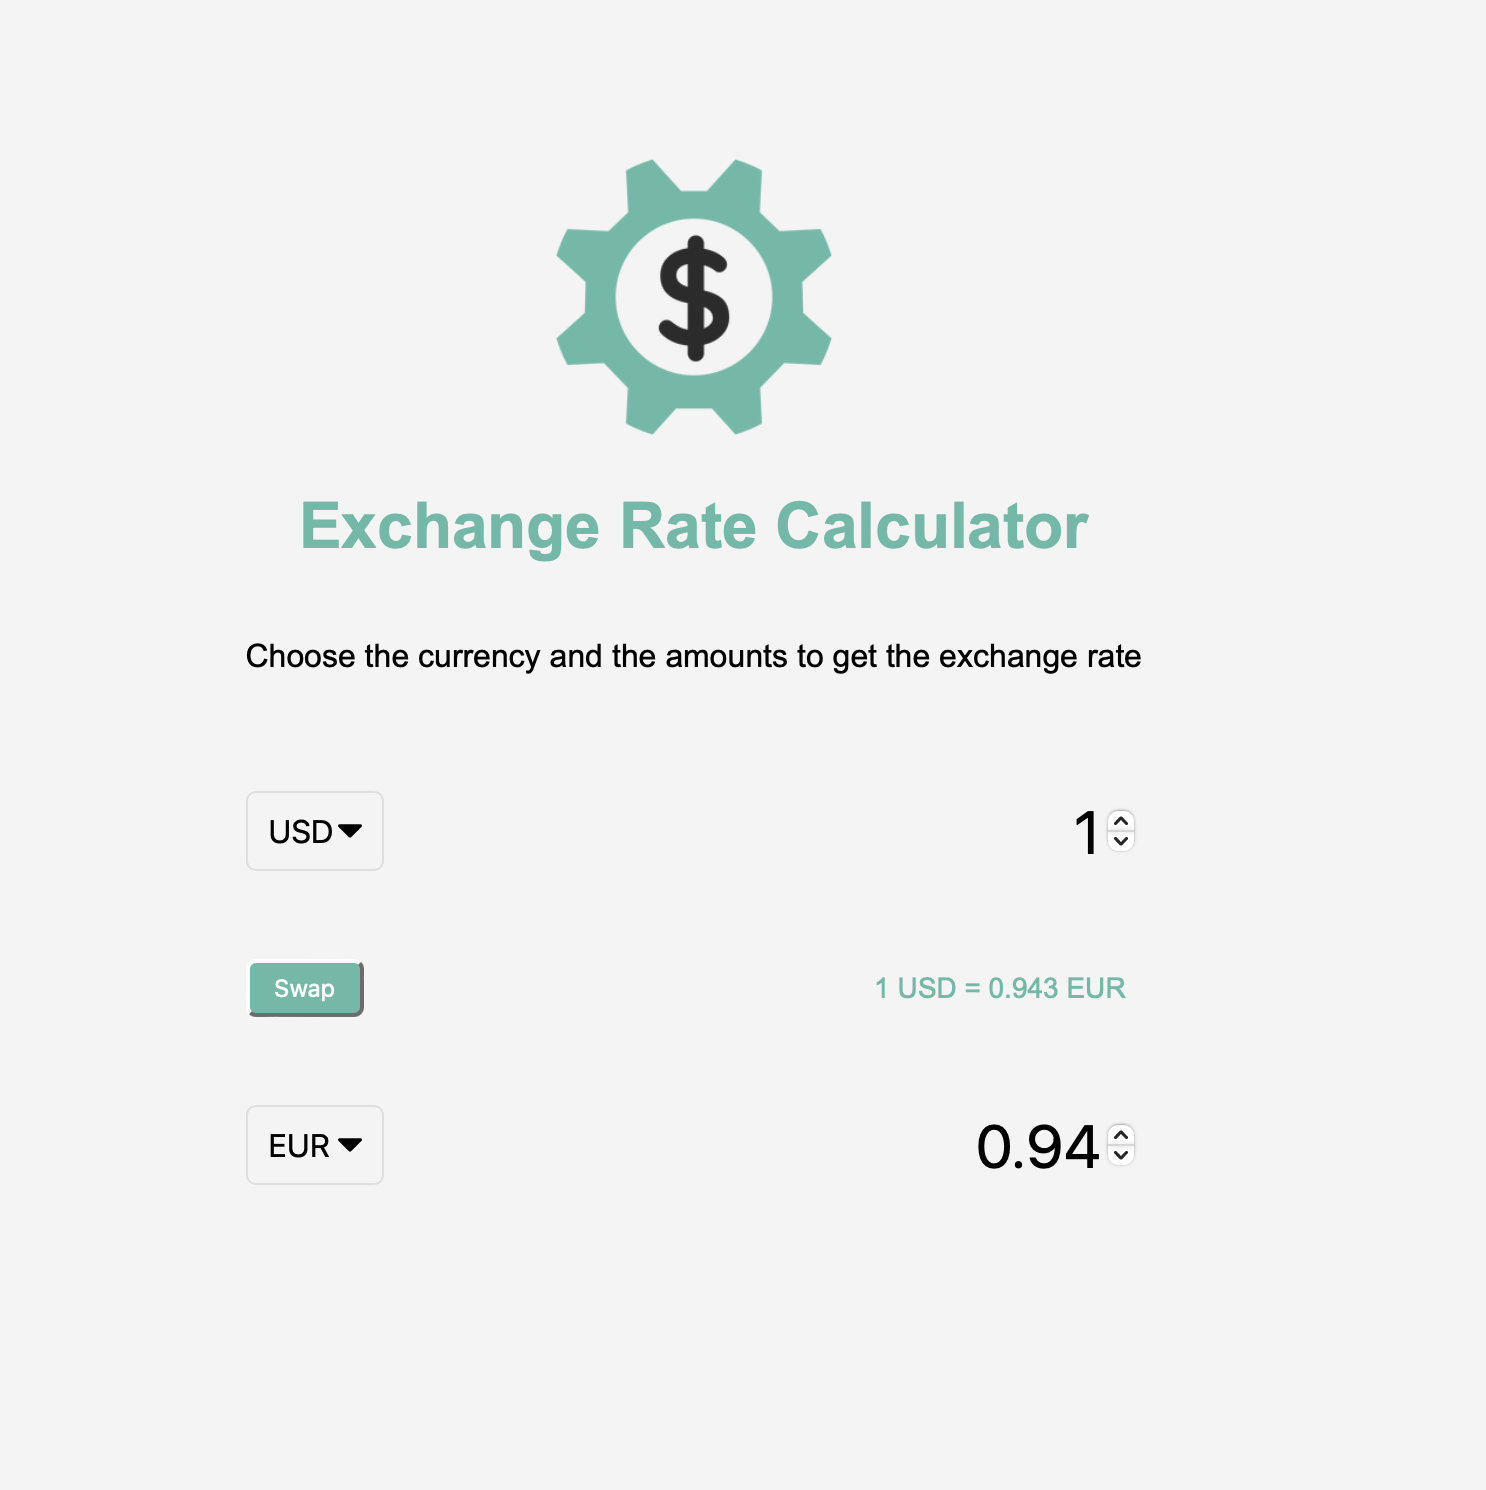 $
Exchange Rate Calculator
Choose the currency and the amounts to get the exchange rate
USD 1
Swap 1 USD = 0.943 EUR
EUR 0.94